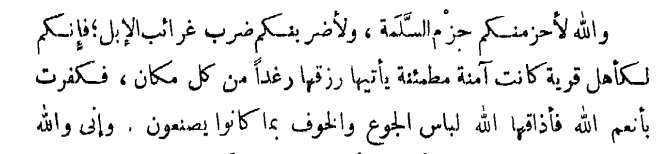 والله لأحزمنكم حزْم السَّلَمة ، ولأضربنكم ضرب غرائب الإبل؛ فإنكم
لكأهل قرية كانت آمنة مطمئنة يأتيها رزقها رغداً من كل مكان ، فكفرت
بأنعم الله فأذاقها الله لباس الجوع والخوف بما كانوا يصنعون . وإنى والله